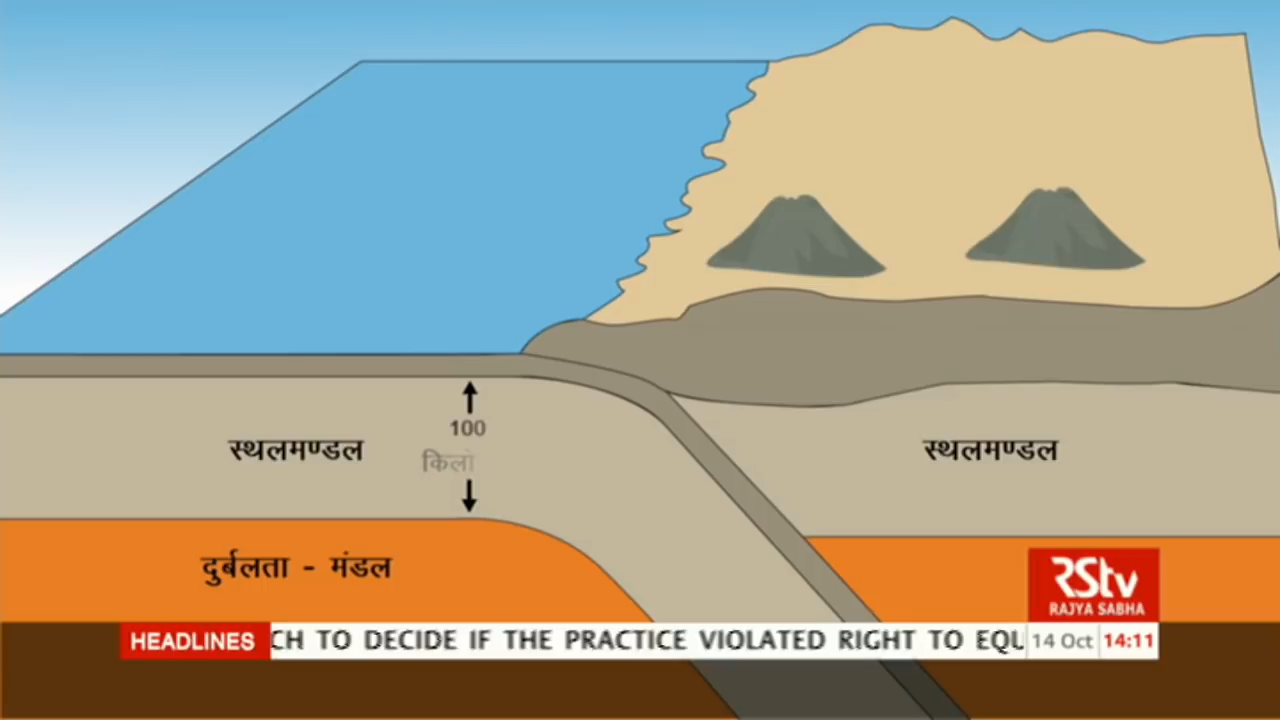 100
किलो
स्थलमण्डल
स्थलमण्डल
दुर्बलता - मंडल
RSTV
RAJYA SABHA
HEADLINES
CH TO DECIDE IF THE PRACTICE VIOLATED RIGHT TO EQU
14 Oct
14:11